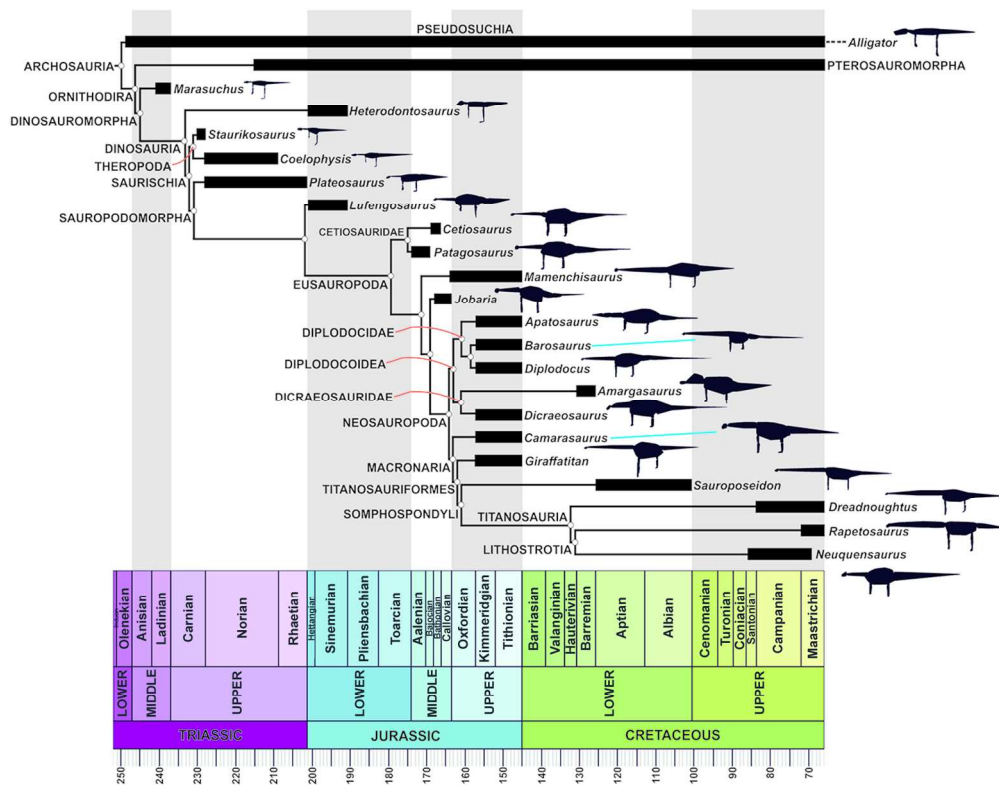 PSEUDOSUCHIA
Alligator
ARCHOSAURIA
PTEROSAUROMORPHA
ORNITHODIRA
Marasuchus
DINOSAUROMORPHA
Heterodontosaurus
Staurikosaurus
DINOSAURIA
THEROPODA
Coelophysis
SAURISCHIA
Plateosaurus
SAUROPODOMORPHA
Lufengosaurus
CETIOSAURIDAE
Cetiosaurus
Patagosaurus
EUSAUROPODA
Mamenchisaurus
Jobaria
DIPLODOCIDAE
Apatosaurus
Barosaurus
DIPLODOCOIDEA
Diplodocus
DICRAEOSAURIDAE
Amargasaurus
NEOSAUROPODA
Dicraeosaurus
Camarasaurus
MACRONARIA
Giraffatitan
TITANOSAURIFORMES
Sauroposeidon
SOMPHOSPONDYLI
TITANOSAURIA
Dreadnoughtus
Rapetosaurus
LITHOSTROTIA
Neuquensaurus
Olenekian
Anisian
Ladinian
Carnian
Norian
Rhaetian
Hettangiar
Sinemurian
Pliensbachian
Toarcian
Aalenian
Bajocian
Bathonian
Callovian
Oxfordian
Kimmeridgian
Tithionian
Barriasian
Valanginian
Hauterivian
Barremian
Aptian
Albian
Cenomanian
Turonian
Corniacian
Santonian
Campanian
Maastrichian
LOWER
MIDDLE
UPPER
LOWER
MIDDLE
UPPER
LOWER
UPPER
TRIASSIC
JURASSIC
CRETACEOUS
250
240
230
220
210
200
190
180
170
160
150
140
130
120
110
100
90
80
70